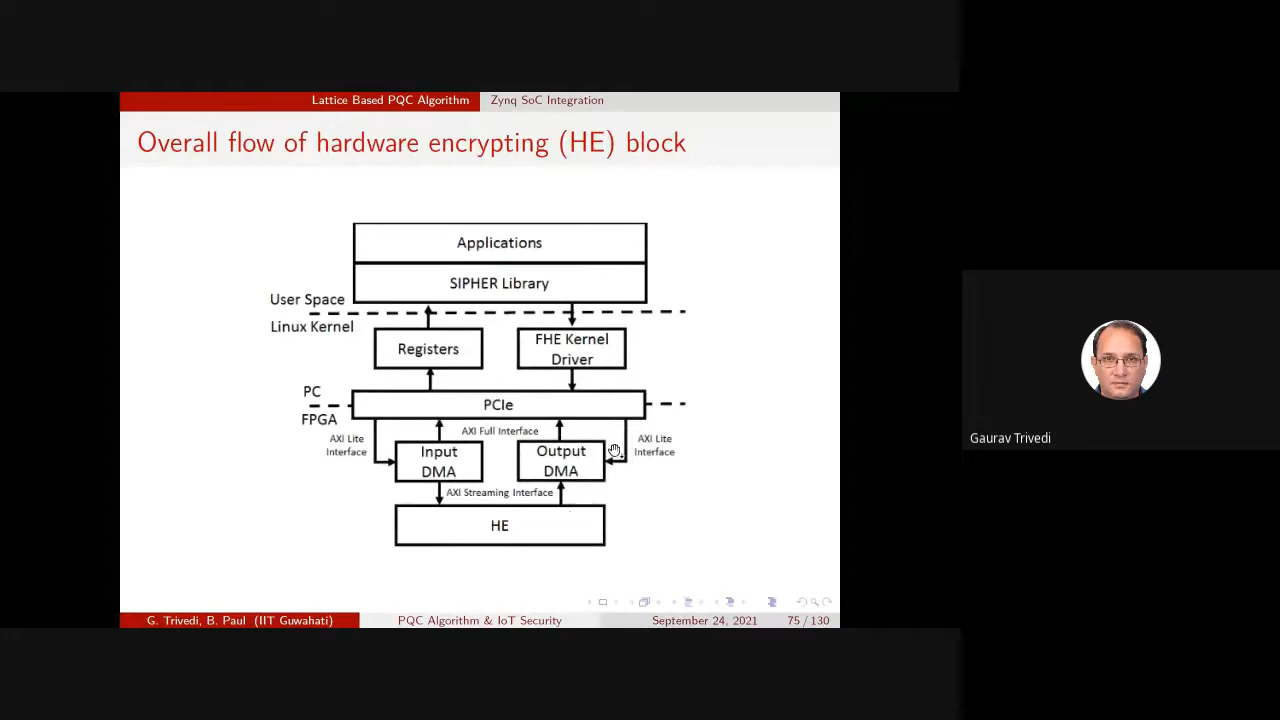 Lattice Based PQC Algorithm
Zynq SoC Integration
Overall flow of hardware encrypting (HE) block
Applications
SIPHER Library
User Space
Linux Kernel
Registers
FHE Kernel
Driver
PC
PCIe
FPGA
AXI Lite
Interface
AXI Full Interface
AXI Lite
Interface
Input
DMA
Output
DMA
AXI Streaming Interface
HE
Gaurav Trivedi
G. Trivedi, B. Paul (IIT Guwahati)
PQC Algorithm & IoT Security
September 24, 2021
75 / 130